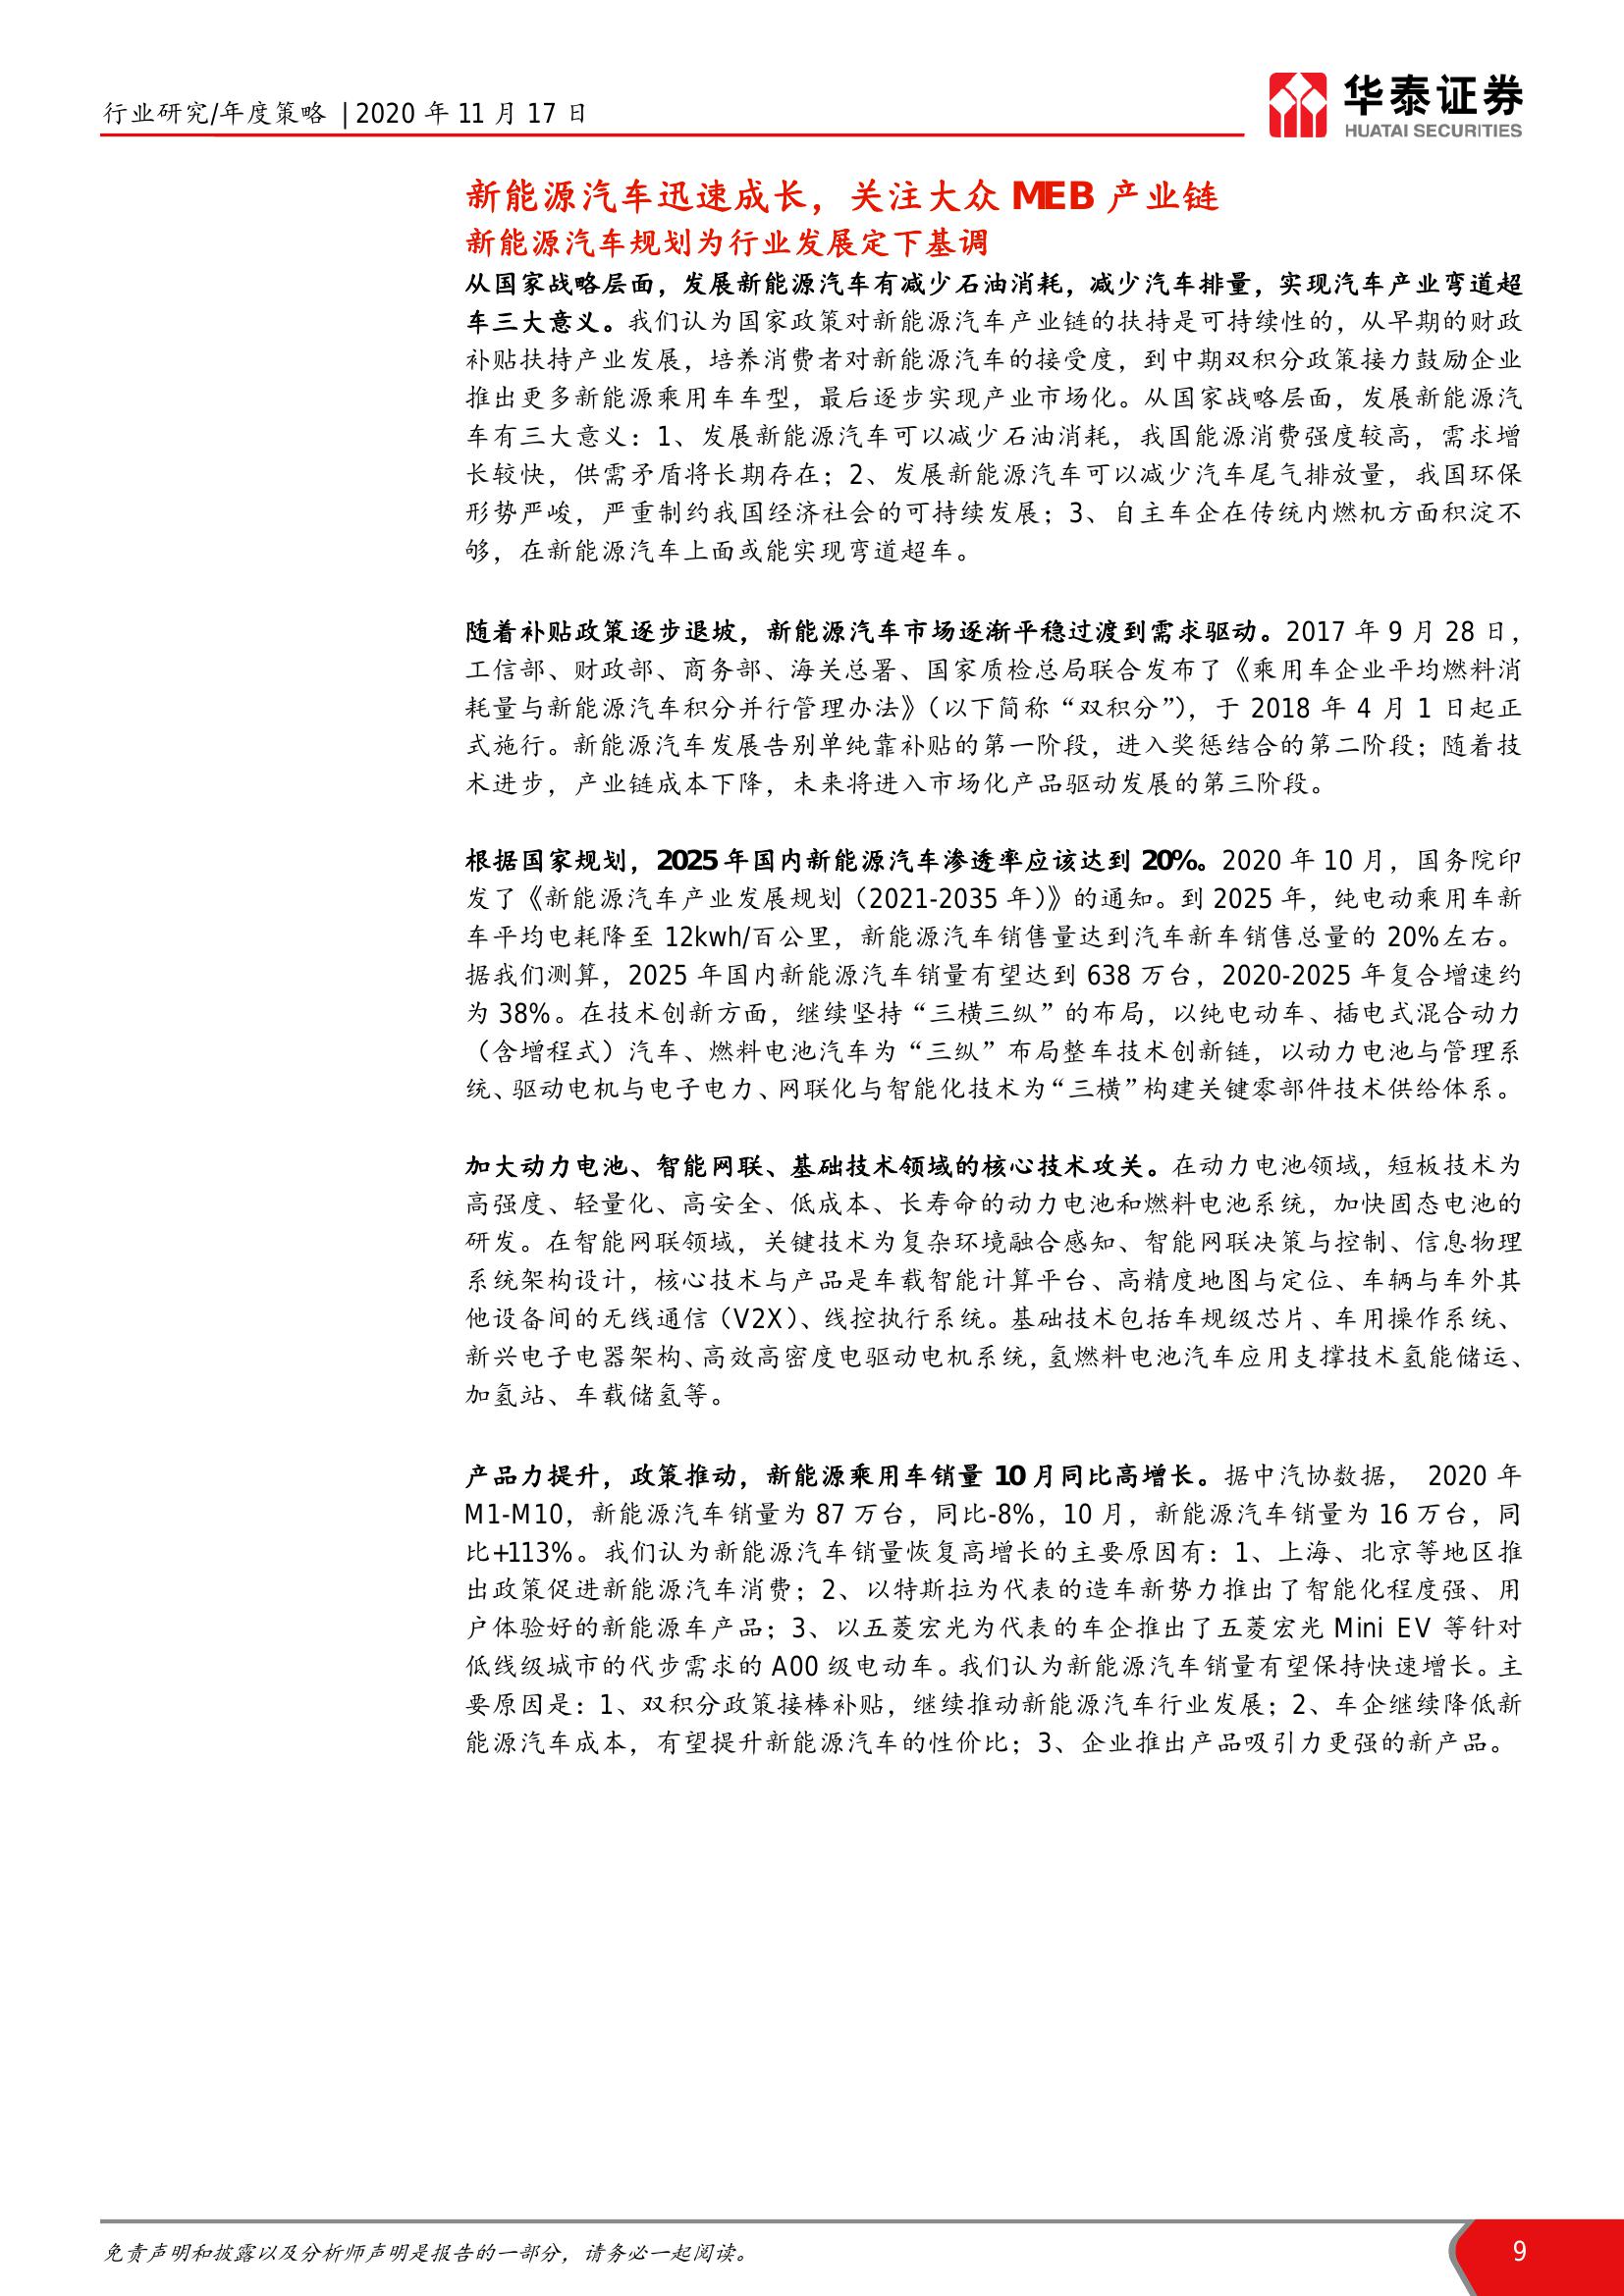 行业研究/年度策略 | 2020 年 11 月 17 日
华泰证券
HUATAI SECURITIES
新能源汽车迅速成长，关注大众 MEB 产业链
新能源汽车规划为行业发展定下基调
从国家战略层面，发展新能源汽车有减少石油消耗，减少汽车排量，实现汽车产业弯道超
车三大意义。我们认为国家政策对新能源汽车产业链的扶持是可持续性的，从早期的财政
补贴扶持产业发展，培养消费者对新能源汽车的接受度，到中期双积分政策接力鼓励企业
推出更多新能源乘用车车型，最后逐步实现产业市场化。从国家战略层面，发展新能源汽
车有三大意义：1、发展新能源汽车可以减少石油消耗，我国能源消费强度较高，需求增
长较快，供需矛盾将长期存在；2、发展新能源汽车可以减少汽车尾气排放量，我国环保
形势严峻，严重制约我国经济社会的可持续发展；3、自主车企在传统内燃机方面积淀不
够，在新能源汽车上面或能实现弯道超车。
随着补贴政策逐步退坡，新能源汽车市场逐渐平稳过渡到需求驱动。2017 年 9 月 28 日，
工信部、财政部、商务部、海关总署、国家质检总局联合发布了《乘用车企业平均燃料消
耗量与新能源汽车积分并行管理办法》（以下简称“双积分”），于 2018 年 4 月 1 日起正
式施行。新能源汽车发展告别单纯靠补贴的第一阶段，进入奖惩结合的第二阶段；随着技
术进步，产业链成本下降，未来将进入市场化产品驱动发展的第三阶段。
根据国家规划，2025 年国内新能源汽车渗透率应该达到 20%。2020 年 10 月，国务院印
发了《新能源汽车产业发展规划（2021-2035 年）》的通知。到 2025 年，纯电动乘用车新
车平均电耗降至 12kwh/百公里，新能源汽车销售量达到汽车新车销售总量的 20%左右。
据我们测算，2025 年国内新能源汽车销量有望达到 638 万台，2020-2025 年复合增速约
为 38%。在技术创新方面，继续坚持“三横三纵”的布局，以纯电动车、插电式混合动力
（含增程式）汽车、燃料电池汽车为“三纵”布局整车技术创新链，以动力电池与管理系
统、驱动电机与电子电力、网联化与智能化技术为“三横”构建关键零部件技术供给体系。
加大动力电池、智能网联、基础技术领域的核心技术攻关。在动力电池领域，短板技术为
高强度、轻量化、高安全、低成本、长寿命的动力电池和燃料电池系统，加快固态电池的
研发。在智能网联领域，关键技术为复杂环境融合感知、智能网联决策与控制、信息物理
系统架构设计，核心技术与产品是车载智能计算平台、高精度地图与定位、车辆与车外其
他设备间的无线通信（V2X）、线控执行系统。基础技术包括车规级芯片、车用操作系统、
新兴电子电器架构、高效高密度电驱动电机系统，氢燃料电池汽车应用支撑技术氢能储运、
加氢站、车载储氢等。
产品力提升，政策推动，新能源乘用车销量 10 月同比高增长。据中汽协数据， 2020 年
M1-M10，新能源汽车销量为 87 万台，同比-8%，10 月，新能源汽车销量为 16 万台，同
比+113%。我们认为新能源汽车销量恢复高增长的主要原因有：1、上海、北京等地区推
出政策促进新能源汽车消费；2、以特斯拉为代表的造车新势力推出了智能化程度强、用
户体验好的新能源车产品；3、以五菱宏光为代表的车企推出了五菱宏光 Mini EV 等针对
低线级城市的代步需求的 A00 级电动车。我们认为新能源汽车销量有望保持快速增长。主
要原因是：1、双积分政策接棒补贴，继续推动新能源汽车行业发展；2、车企继续降低新
能源汽车成本，有望提升新能源汽车的性价比；3、企业推出产品吸引力更强的新产品。
免责声明和披露以及分析师声明是报告的一部分，请务必一起阅读。
9